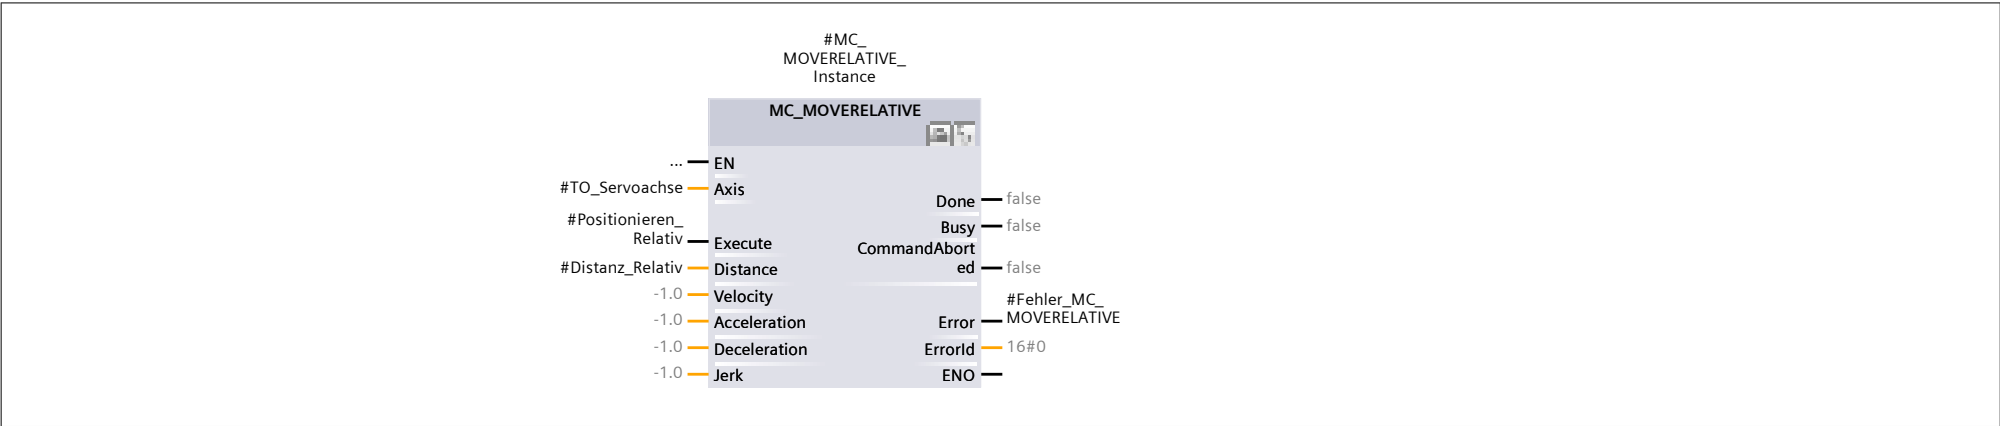 #MC_
MOVERELATIVE_
Instance
MC_MOVERELATIVE
... EN
#TO_Servoachse Axis
Done false
#Positionieren_
Relativ Execute
Busy false
CommandAbort
ed false
#Distanz_Relativ Distance
-1.0 Velocity
#Fehler_MC_
MOVERELATIVE
-1.0 Acceleration Error
-1.0 Deceleration ErrorId 16#0
-1.0 Jerk ENO